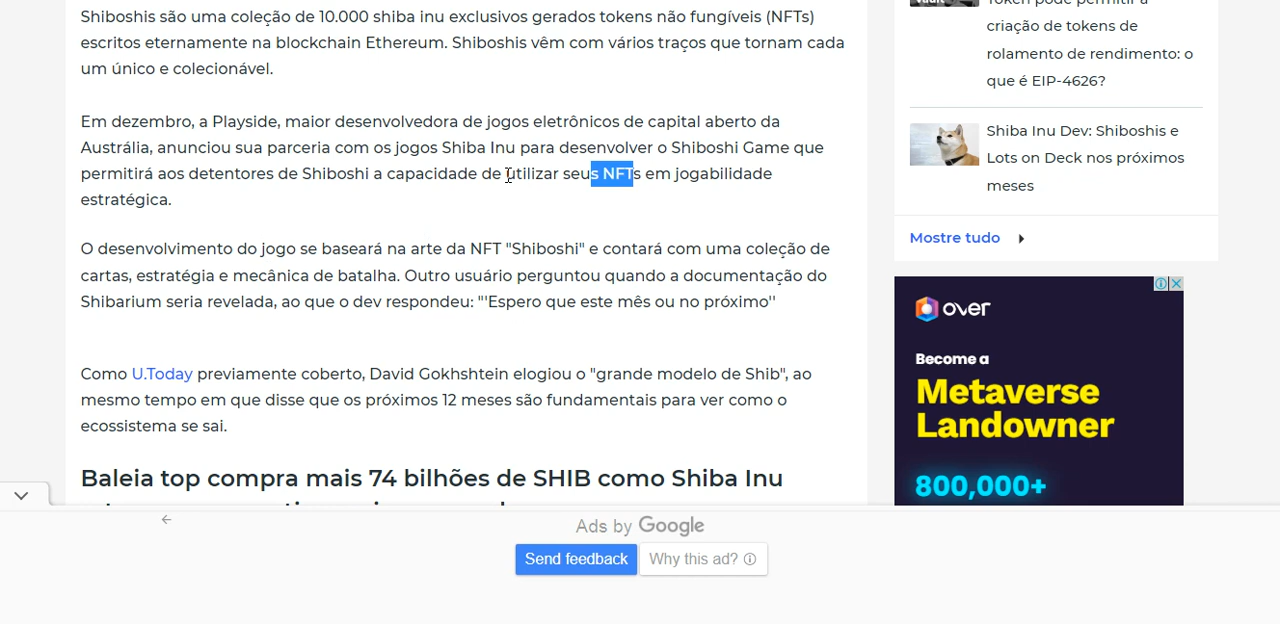 Shiboshis são uma coleção de 10.000 shiba inu exclusivos gerados tokens não fungíveis (NFTs)
escritos eternamente na blockchain Ethereum. Shiboshis vêm com vários traços que tornam cada
um único e colecionável.
Em dezembro, a Playside, maior desenvolvedora de jogos eletrônicos de capital aberto da
Austrália, anunciou sua parceria com os jogos Shiba Inu para desenvolver o Shiboshi Game que
permitirá aos detentores de Shiboshi a capacidade de utilizar seus NFTs em jogabilidade
estratégica.
O desenvolvimento do jogo se baseará na arte da NFT "Shiboshi" e contará com uma coleção de
cartas, estratégia e mecânica de batalha. Outro usuário perguntou quando a documentação do
Shibarium seria revelada, ao que o dev respondeu: "'Espero que este mês ou no próximo''
Como U.Today previamente coberto, David Gokhshtein elogiou o "grande modelo de Shib", ao
mesmo tempo em que disse que os próximos 12 meses são fundamentais para ver como o
ecossistema se sai.
Baleia top compra mais 74 bilhões de SHIB como Shiba Inu
Token pode permitir a
criação de tokens de
rolamento de rendimento: o
que é EIP-4626?
Shiba Inu Dev: Shiboshis e
Lots on Deck nos próximos
meses
Mostre tudo
over
Become a
Metaverse
Landowner
800,000+
Ads by Google
Send feedback
Why this ad?